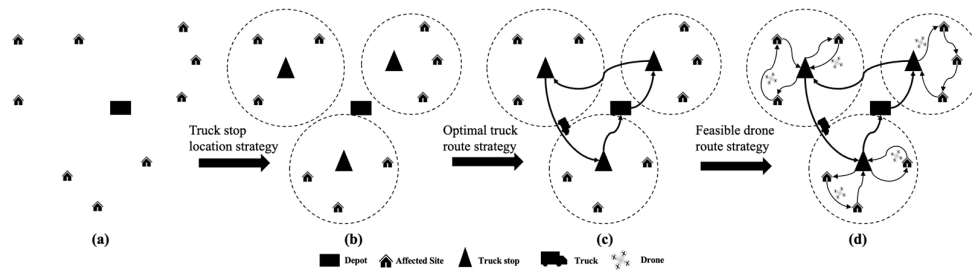 Truck stop
location strategy
Optimal truck
route strategy
Feasible drone
route strategy
(a)
(b)
(c)
(d)
Depot
Affected Site
Truck stop
Truck
Drone